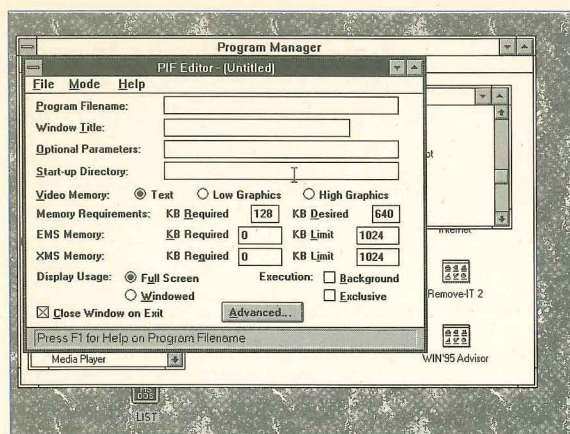 Program Manager
PIF Editor - (Untitled)
File Mode Help
Program Filename:
Window Title:
Optional Parameters:
Start-up Directory:
Video Memory: Text Low Graphics High Graphics
Memory Requirements: KB Required 128 KB Desired 640
EMS Memory: KB Required 0 KB Limit 1024
XMS Memory: KB Required 0 KB Limit 1024
Display Usage: Full Screen Execution: Background
Windowed Exclusive
Close Window on Exit Advanced...
Press F1 for Help on Program Filename
Internet
Remove-IT 2
Media Player
WIN'95 Advisor
MS
DOS
LIST